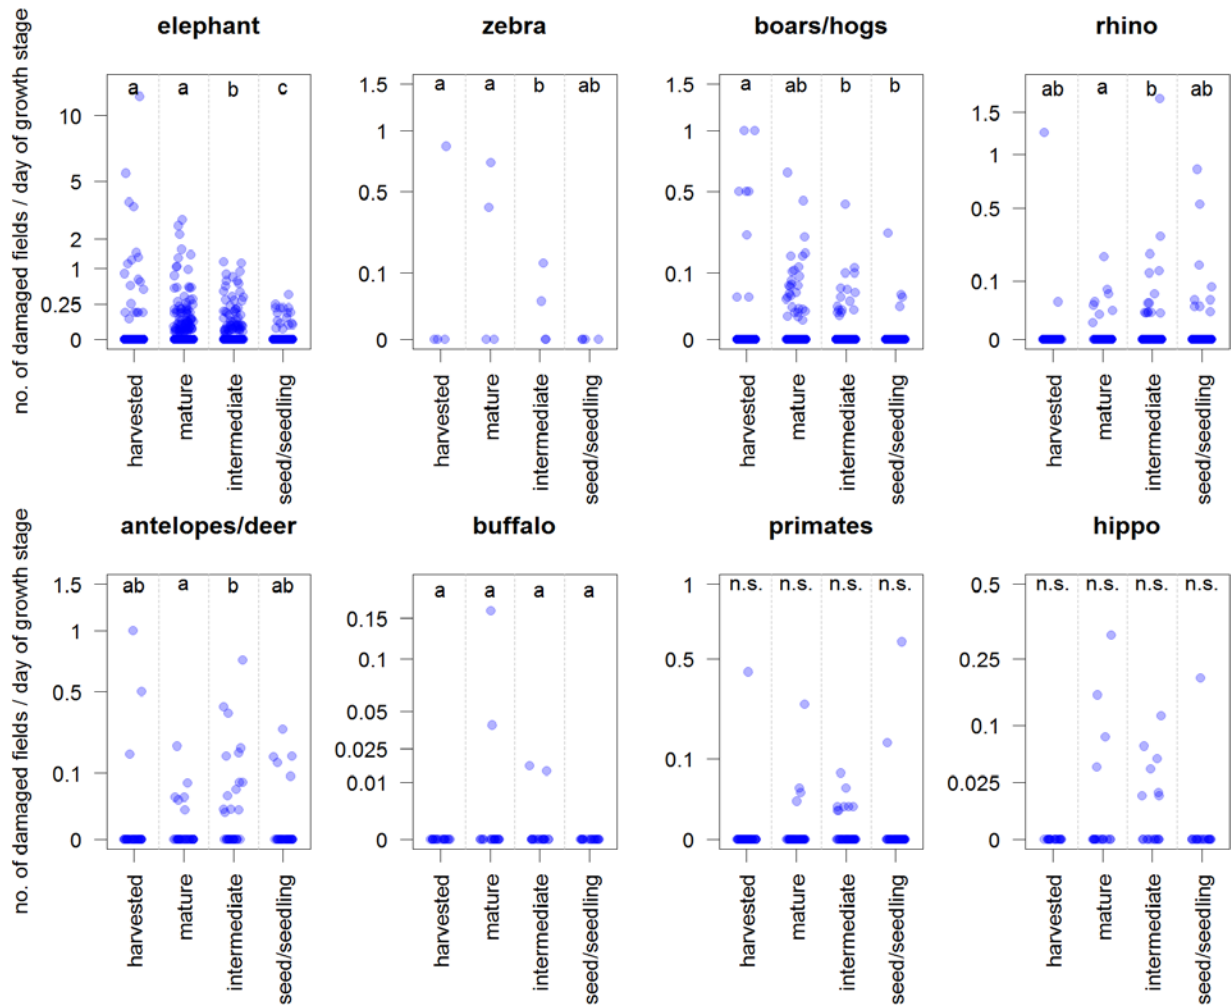 elephant
zebra
boars/hogs
rhino
no. of damaged fields / day of growth stage
10
5
2
1
0.25
0
a a b c
harvested
mature
intermediate
seed/seedling
1.5
1
0.5
0.1
0
a a b ab
harvested
mature
intermediate
seed/seedling
1.5
1
0.5
0.1
0
a ab b b
harvested
mature
intermediate
seed/seedling
1.5
1
0.5
0.1
0
ab a b ab
harvested
mature
intermediate
seed/seedling
antelopes/deer
buffalo
primates
hippo
no. of damaged fields / day of growth stage
1.5
1
0.5
0.1
0
ab a b ab
harvested
mature
intermediate
seed/seedling
0.15
0.1
0.05
0.025
0.01
0
a a a a
harvested
mature
intermediate
seed/seedling
1
0.5
0.1
0
n.s. n.s. n.s. n.s.
harvested
mature
intermediate
seed/seedling
0.5
0.25
0.1
0.025
0
n.s. n.s. n.s. n.s.
harvested
mature
intermediate
seed/seedling